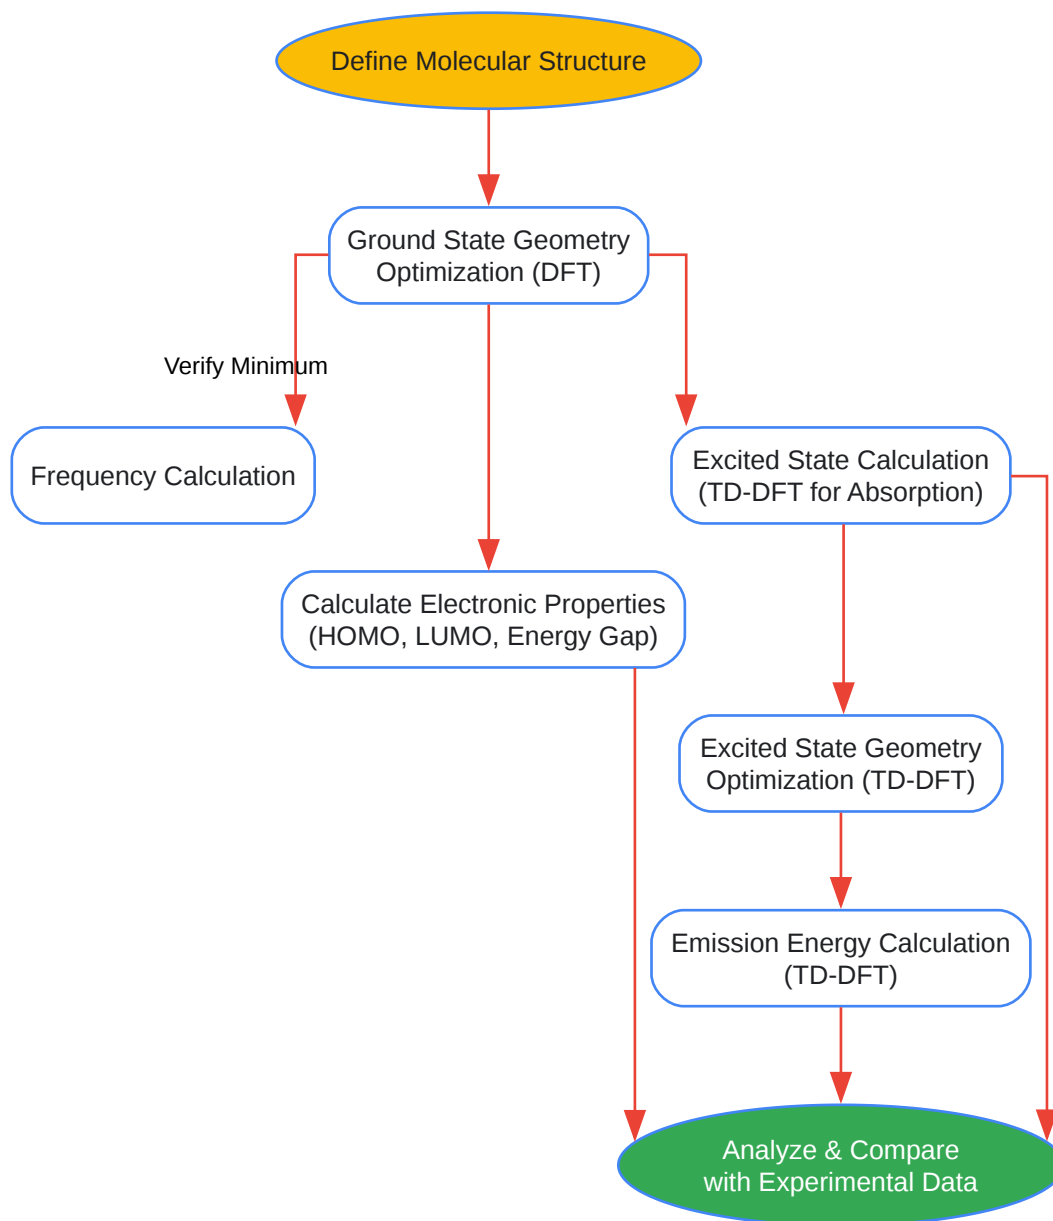 Define Molecular Structure
Ground State Geometry
Optimization (DFT)
Verify Minimum
Frequency Calculation
Excited State Calculation
(TD-DFT for Absorption)
Calculate Electronic Properties
(HOMO, LUMO, Energy Gap)
Excited State Geometry
Optimization (TD-DFT)
Emission Energy Calculation
(TD-DFT)
Analyze & Compare
with Experimental Data